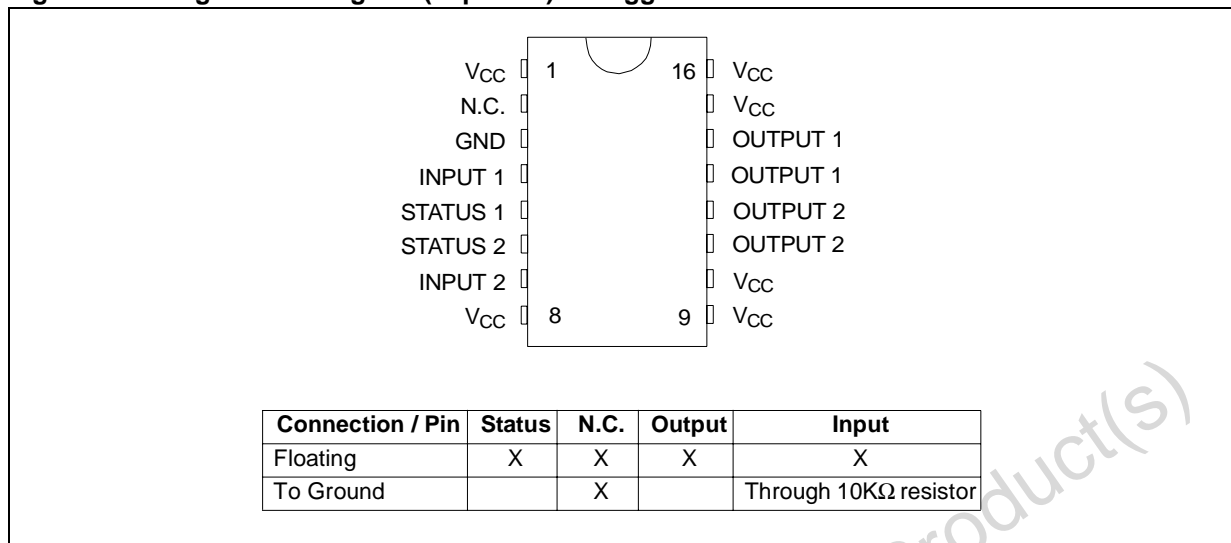 VCC 1 16 VCC
N.C. VCC
GND OUTPUT 1
INPUT 1 OUTPUT 1
STATUS 1 OUTPUT 2
STATUS 2 OUTPUT 2
INPUT 2 VCC
VCC 8 9 VCC
Connection / Pin Status N.C. Output Input
Floating X X X X
To Ground X Through 10KΩ resistor
roduct(s)